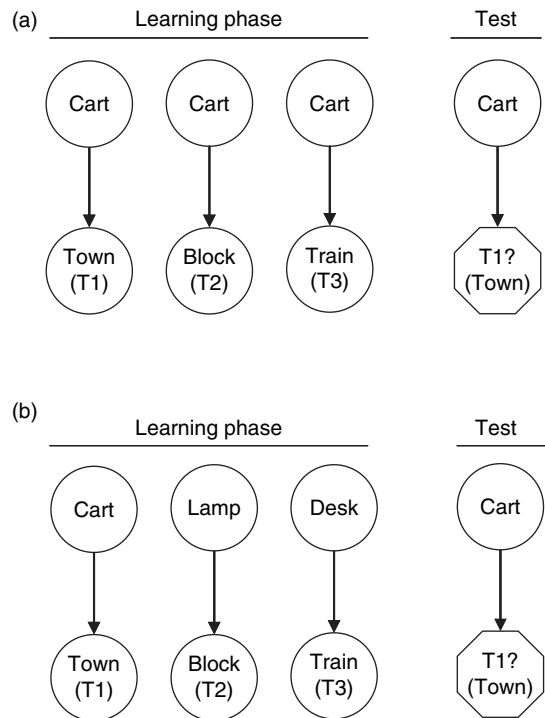 (a)
Learning phase
Test
Cart
Cart
Cart
Cart
Town
(T1)
Block
(T2)
Train
(T3)
T1?
(Town)
(b)
Learning phase
Test
Cart
Lamp
Desk
Cart
Town
(T1)
Block
(T2)
Train
(T3)
T1?
(Town)